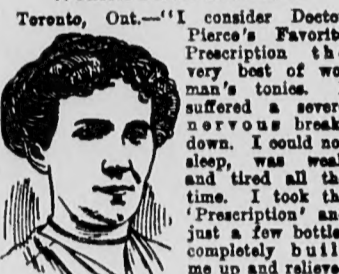 Toronto, Ont.—"I consider Docto
Pierce's Favorit
Prescription th
very best of wo
man's tonics. I
suffered a sever
nervous break
down. I could no
sleep, was weak
and tired all th
time. I took th
'Prescription' an
just a few bottle
completely buil
me up and relieve